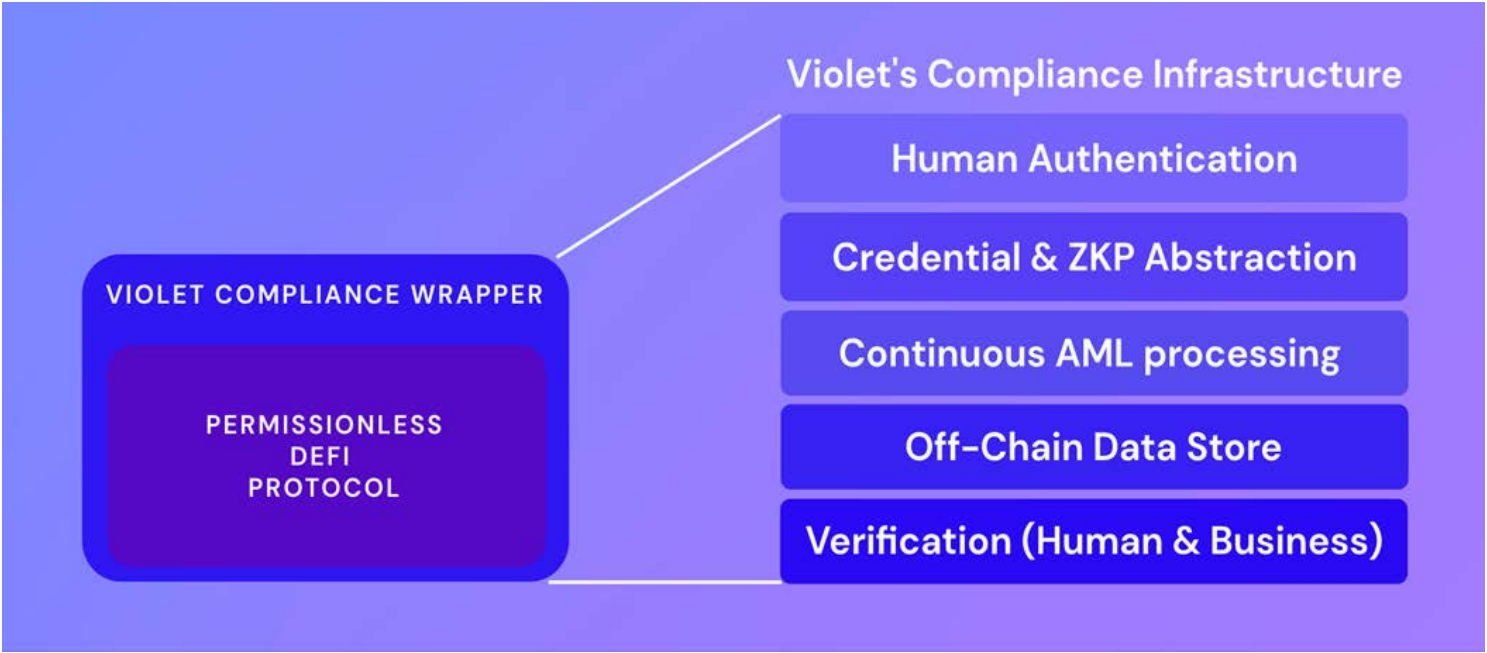 Violet's Compliance Infrastructure
Human Authentication
Credential & ZKP Abstraction
Continuous AML processing
Off-Chain Data Store
Verification (Human & Business)
VIOLET COMPLIANCE WRAPPER
PERMISSIONLESS
DEFI
PROTOCOL